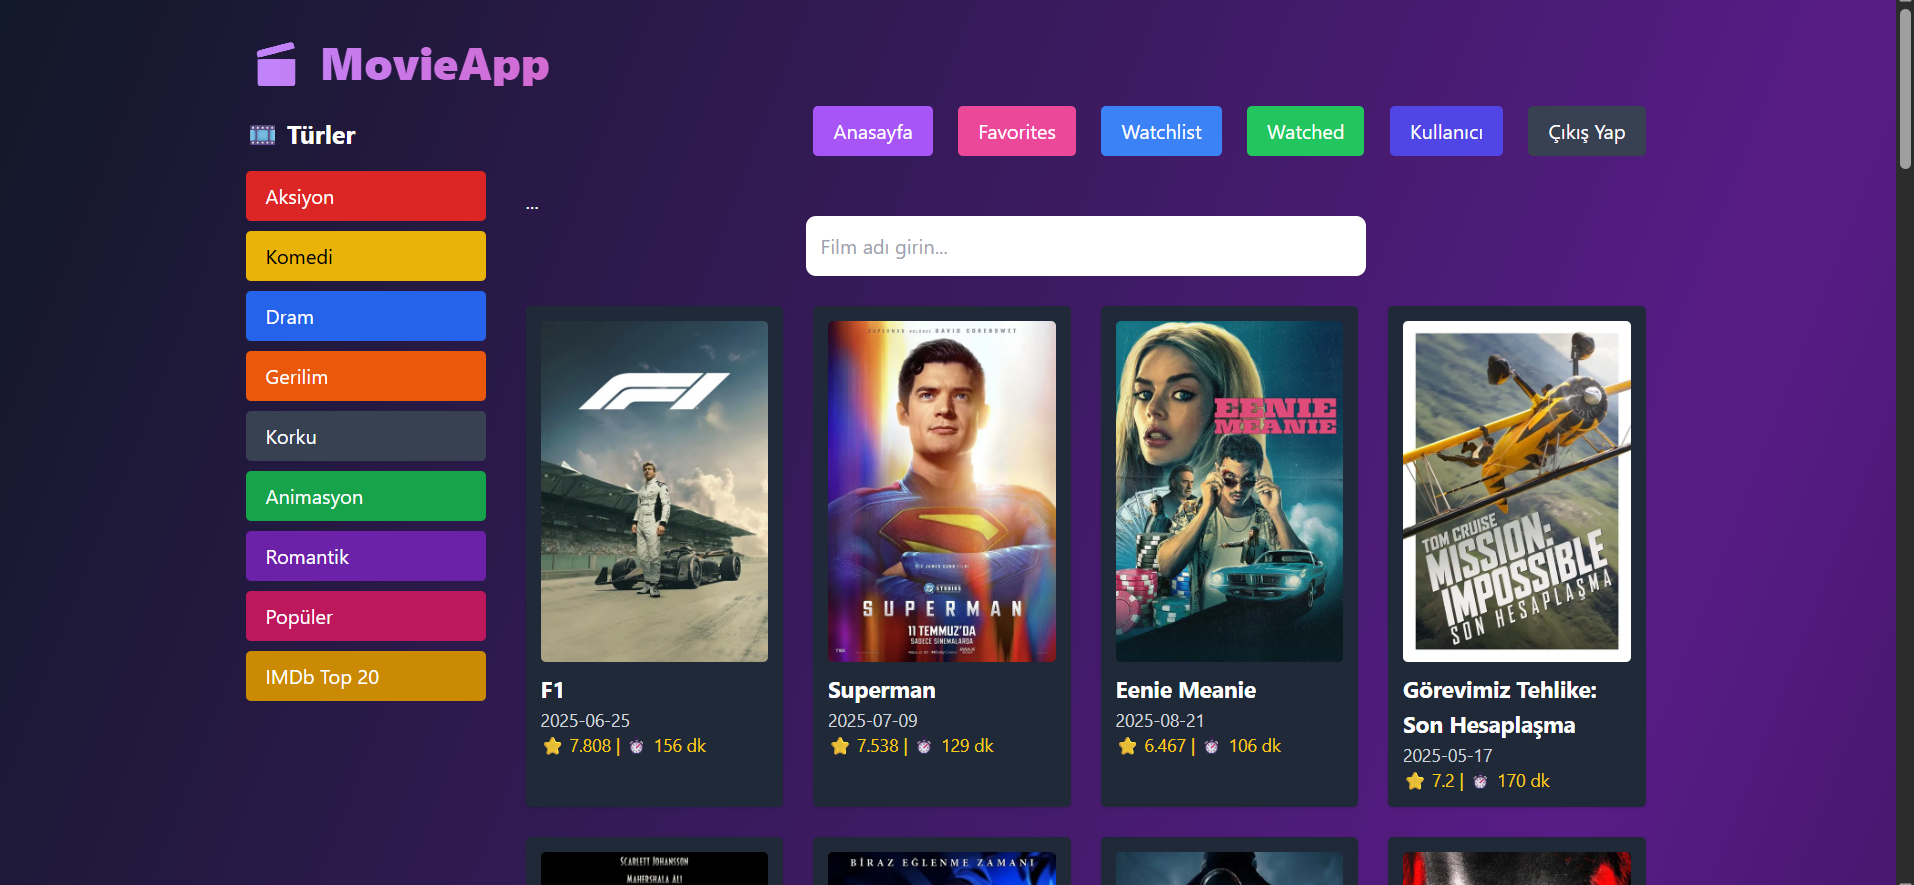 MovieApp
Anasayfa
Favorites
Watchlist
Watched
Kullanıcı
Çıkış Yap
Türler
Aksiyon
Komedi
Dram
Gerilim
Korku
Animasyon
Romantik
Popüler
IMDb Top 20
...
Film adı girin...
F1
F1
2025-06-25
7.808 | 156 dk
DAVID CORENSWET
SUPERMAN
11 TEMMUZ'DA
SADECE SİNEMALARDA
Superman
2025-07-09
7.538 | 129 dk
EENIE
MEANIE
Eenie Meanie
2025-08-21
6.467 | 106 dk
TOM CRUISE
MISSION:
IMPOSSIBLE
SON HESAPLAŞMA
Görevimiz Tehlike:
Son Hesaplaşma
2025-05-17
7.2 | 170 dk
SCARLETT JOHANSSON
MAHERSHALA ALI
BİRAZ EĞLENME ZAMANI